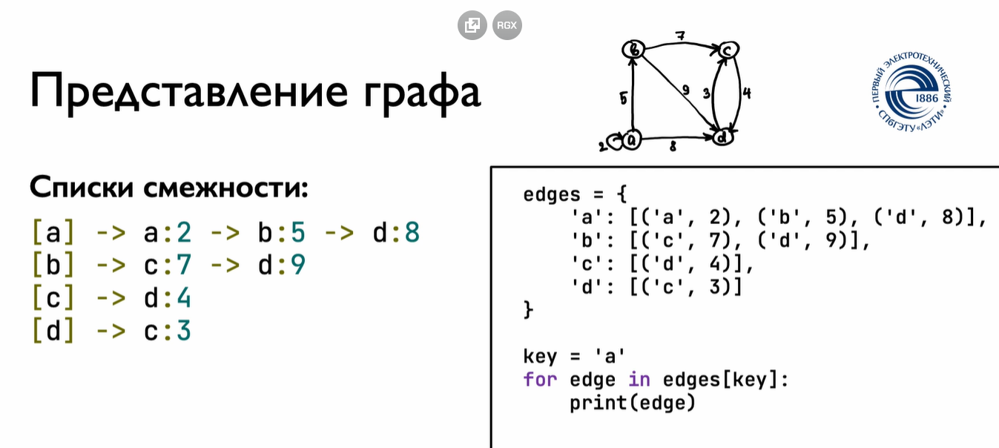 RGX
Представление графа
b
7
c
5
9
3
4
2
a
8
d
ПЕРВЫЙ ЭЛЕКТРОТЕХНИЧЕСКИЙ
1886
• СПбГЭТУ «ЛЭТИ» •
Списки смежности:
[a] -> a:2 -> b:5 -> d:8
[b] -> c:7 -> d:9
[c] -> d:4
[d] -> c:3
edges = {
    'a': [('a', 2), ('b', 5), ('d', 8)],
    'b': [('c', 7), ('d', 9)],
    'c': [('d', 4)],
    'd': [('c', 3)]
}
key = 'a'
for edge in edges[key]:
    print(edge)